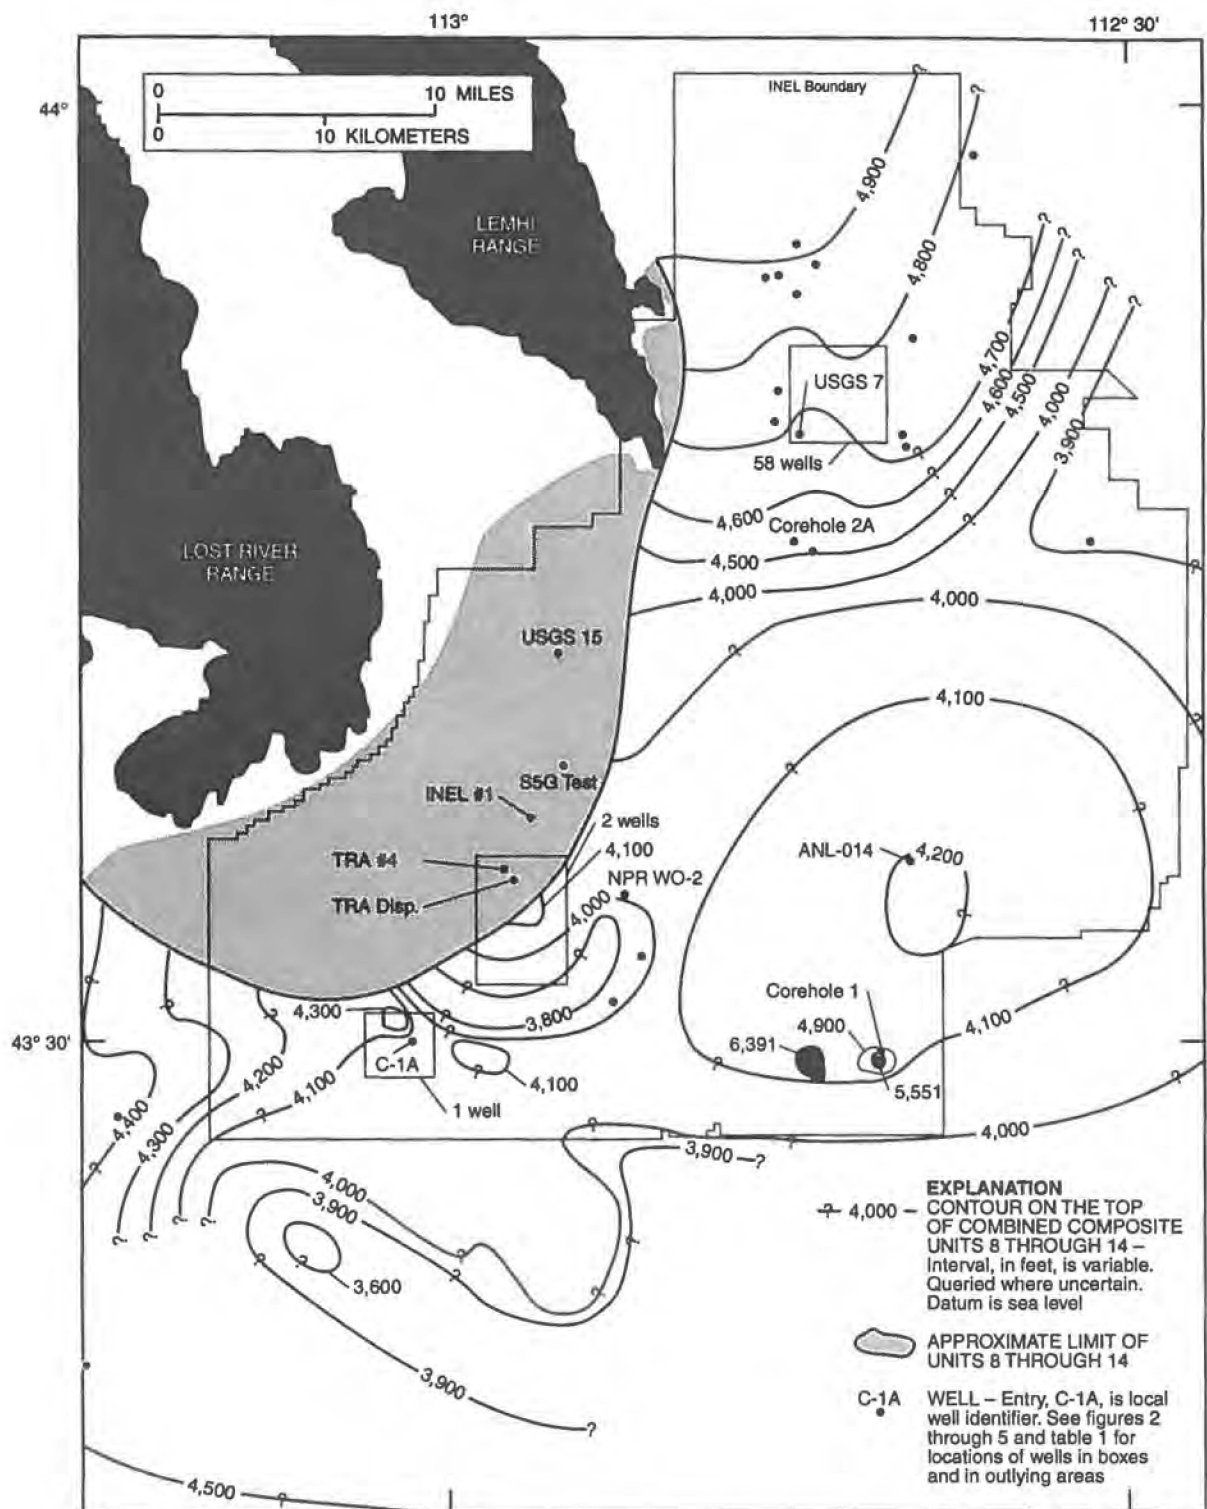 113°
112° 30'
0
10 MILES
0
10 KILOMETERS
44°
INEL Boundary
LEMHI
RANGE
4,900
4,800
4,700
4,600
4,500
4,000
3,900
USGS 7
58 wells
4,600
Corehole 2A
4,500
4,000
4,000
LOST RIVER
RANGE
USGS 15
4,100
S5G Test
INEL #1
2 wells
4,100
TRA #4
NPR WO-2
ANL-014
4,200
TRA Disp.
4,000
Corehole 1
4,300
3,800
4,900
4,100
6,391
43° 30'
C-1A
4,200
4,100
4,100
5,551
1 well
4,400
4,300
4,000
3,900
?
4,000
3,900
3,600
3,900
?
4,500
EXPLANATION
? 4,000 – CONTOUR ON THE TOP
OF COMBINED COMPOSITE
UNITS 8 THROUGH 14 –
Interval, in feet, is variable.
Queried where uncertain.
Datum is sea level
APPROXIMATE LIMIT OF
UNITS 8 THROUGH 14
C-1A WELL – Entry, C-1A, is local
well identifier. See figures 2
through 5 and table 1 for
locations of wells in boxes
and in outlying areas